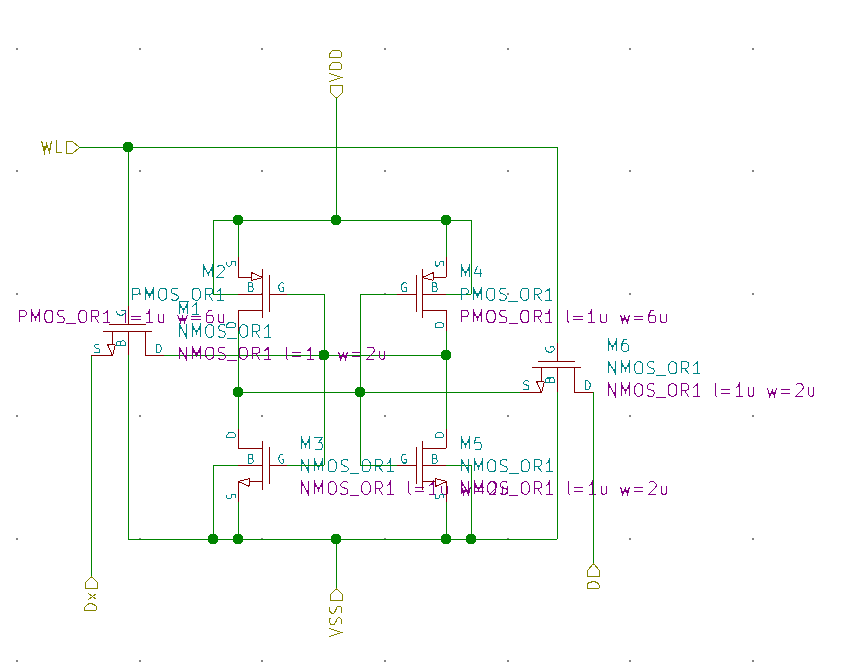 VDD
WL
M2
PMOS_OR1
PMOS_OR1 l=1u w=6u
S
B
G
D
M4
PMOS_OR1
PMOS_OR1 l=1u w=6u
S
G
B
D
M1
NMOS_OR1
NMOS_OR1 l=1u w=2u
G
S
B
D
M6
NMOS_OR1
NMOS_OR1 l=1u w=2u
G
S
B
D
M3
NMOS_OR1
NMOS_OR1 l=1u w=2u
D
B
G
S
M5
NMOS_OR1
NMOS_OR1 l=1u w=2u
D
G
B
S
Dx
VSS
D